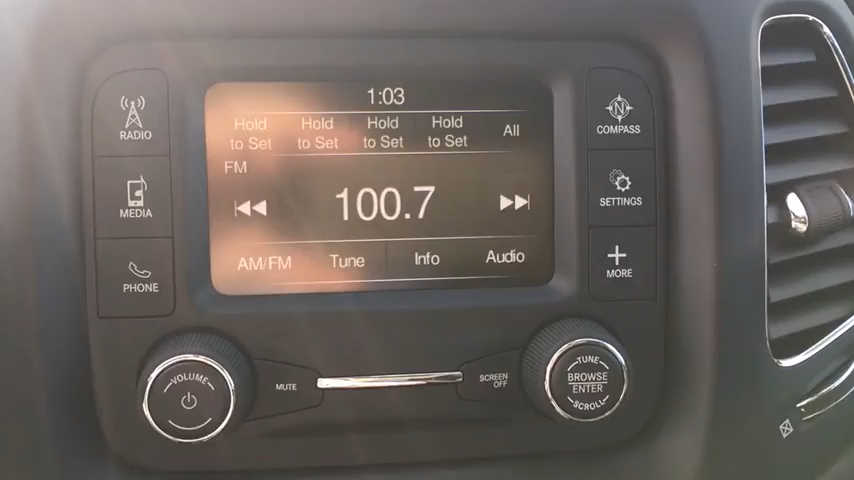 1:03
Hold to Set
Hold to Set
Hold to Set
Hold to Set
All
FM
100.7
AM/FM
Tune
Info
Audio
RADIO
MEDIA
PHONE
N
COMPASS
SETTINGS
MORE
VOLUME
MUTE
SCREEN OFF
TUNE
BROWSE
ENTER
SCROLL